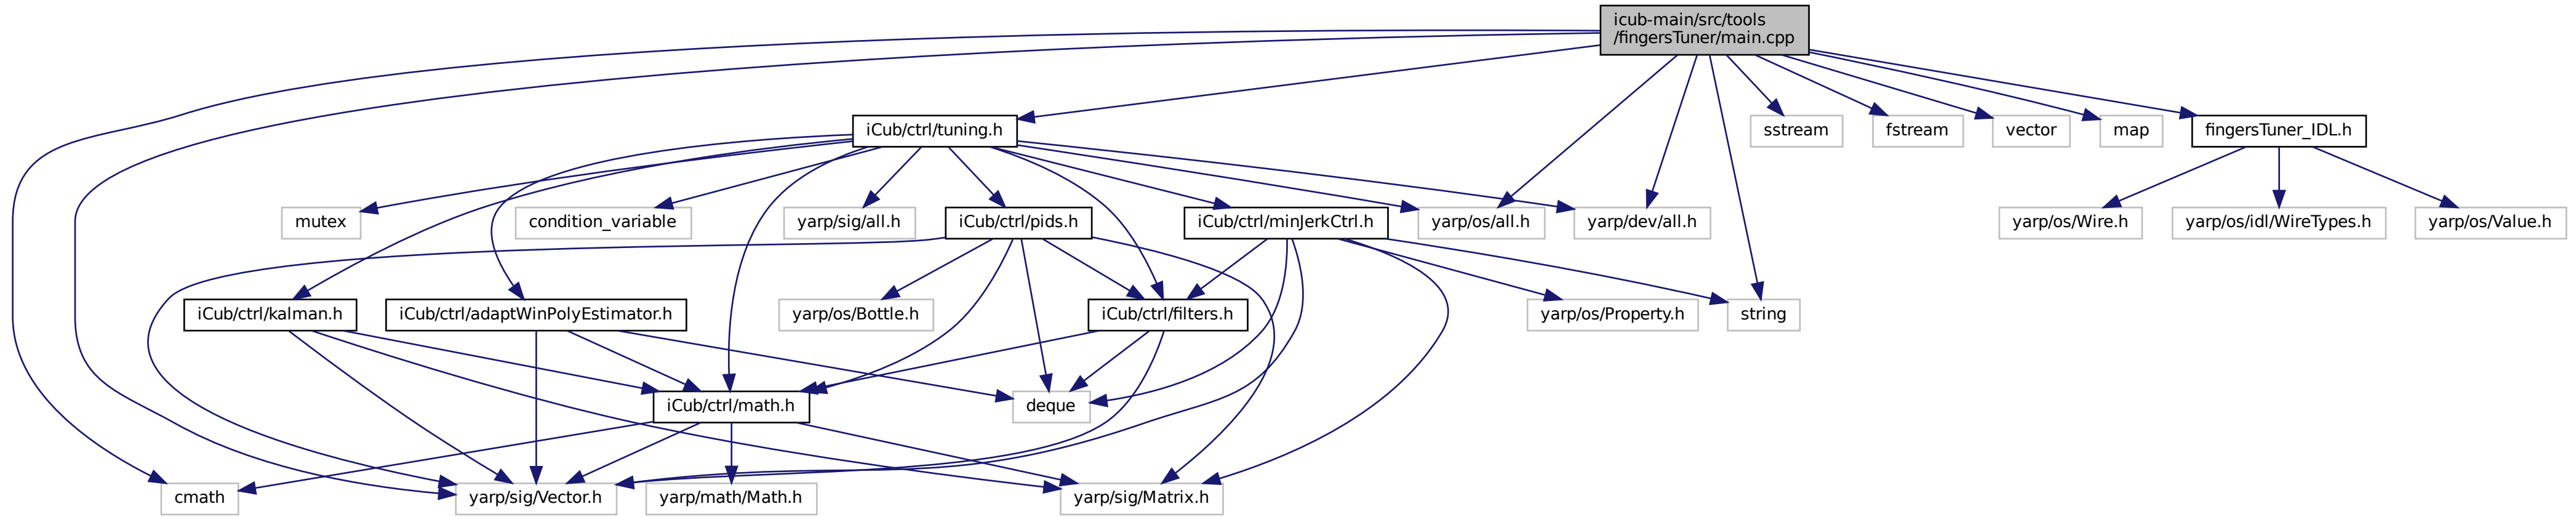 icub-main/src/tools
/fingersTuner/main.cpp
iCub/ctrl/tuning.h
sstream
fstream
vector
map
fingersTuner_IDL.h
mutex
condition_variable
yarp/sig/all.h
iCub/ctrl/pids.h
iCub/ctrl/minJerkCtrl.h
yarp/os/all.h
yarp/dev/all.h
yarp/os/Wire.h
yarp/os/idl/WireTypes.h
yarp/os/Value.h
iCub/ctrl/kalman.h
iCub/ctrl/adaptWinPolyEstimator.h
yarp/os/Bottle.h
iCub/ctrl/filters.h
yarp/os/Property.h
string
iCub/ctrl/math.h
deque
cmath
yarp/sig/Vector.h
yarp/math/Math.h
yarp/sig/Matrix.h